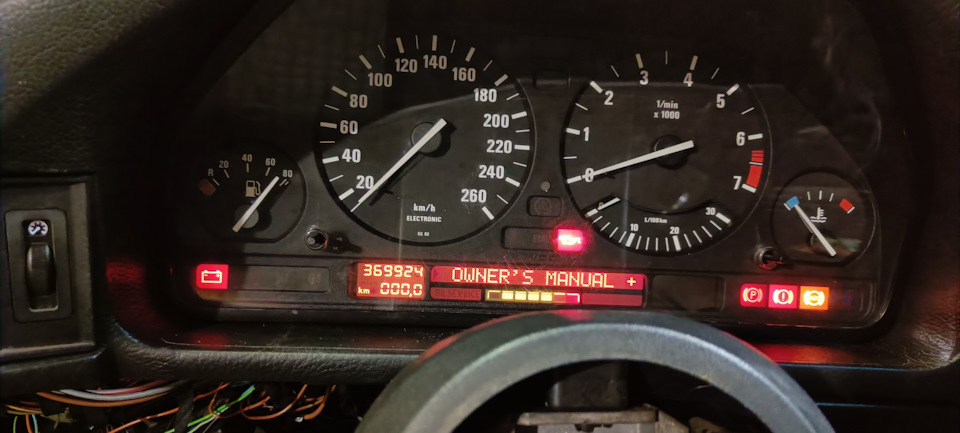 20 40 60 80
R
20 40 60 80 100 120 140 160 180 200 220 240 260
km/h
ELECTRONIC
0 1 2 3 4 5 6 7
1/min
x 1000
10 20 30
L/100km
369924
km 000,0
OWNER'S MANUAL +
P